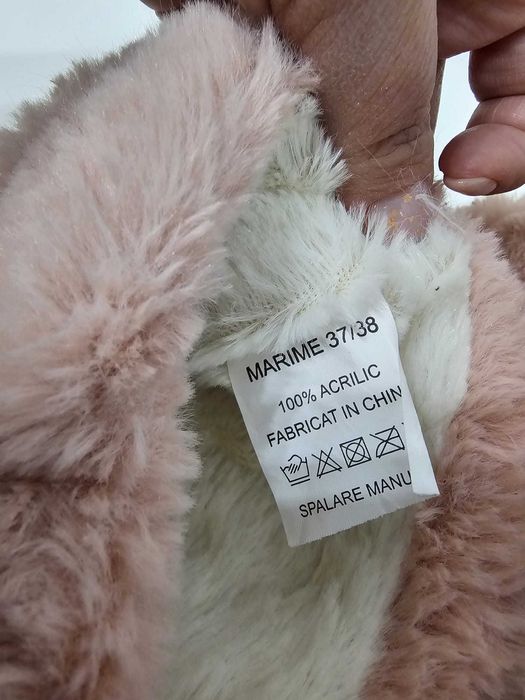 MARIME 37/38
100% ACRILIC
FABRICAT IN CHIN
SPALARE MANU